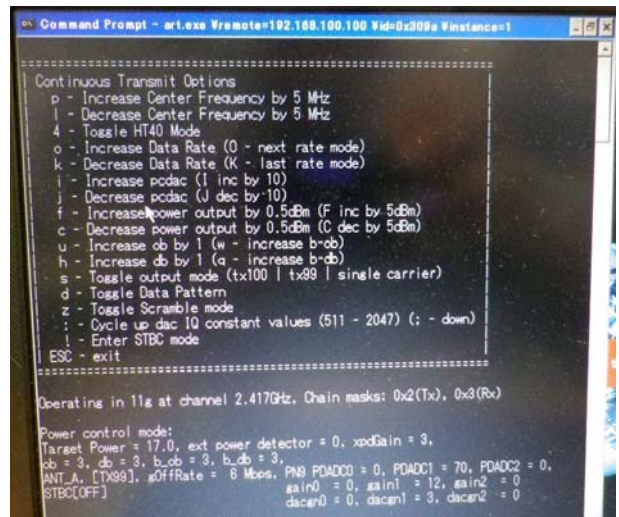 Command Prompt - art.exe ¥remote=192.168.100.100 ¥id=0x309a ¥instance=1
Continuous Transmit Options
p - Increase Center Frequency by 5 MHz
l - Decrease Center Frequency by 5 MHz
4 - Toggle HT40 Mode
o - Increase Data Rate (O - next rate mode)
k - Decrease Data Rate (K - last rate mode)
i - Increase pcdac (I inc by 10)
j - Decrease pcdac (J dec by 10)
f - Increase power output by 0.5dBm (F inc by 5dBm)
c - Decrease power output by 0.5dBm (C dec by 5dBm)
u - Increase ob by 1 (w - increase b-ob)
h - Increase db by 1 (q - increase b-db)
s - Toggle output mode (tx100 | tx99 | single carrier)
d - Toggle Data Pattern
z - Toggle Scramble mode
: - Cycle up dac IQ constant values (511 - 2047) (; - down)
! - Enter STBC mode
ESC - exit
Operating in 11g at channel 2.417GHz, Chain masks: 0x2(Tx), 0x3(Rx)
Power control mode:
Target Power = 17.0, ext power detector = 0, xpdGain = 3,
ob = 3, db = 3, b_ob = 3, b_db = 3,
ANT_A, [TX99], gOffRate = 6 Mbps, PN9 PDADC0 = 0, PDADC1 = 70, PDADC2 = 0,
STBC[OFF] gain0 = 0, gain1 = 12, gain2 = 0
dacgn0 = 0, dacgn1 = 3, dacgn2 = 0